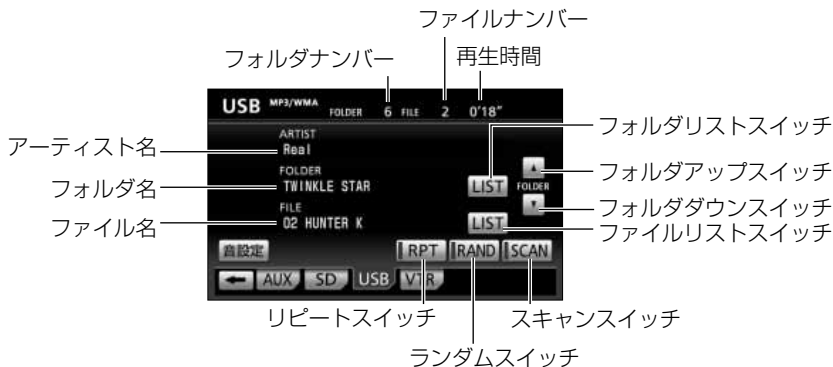 ファイルナンバー
フォルダナンバー
再生時間
USB MP3/WMA FOLDER 6 FILE 2 0'18"
アーティスト名
ARTIST
Real
フォルダリストスイッチ
フォルダ名
FOLDER
TWINKLE STAR
LIST
▲
FOLDER
▼
フォルダアップスイッチ
フォルダダウンスイッチ
ファイル名
FILE
02 HUNTER K
LIST
ファイルリストスイッチ
音設定 RPT RAND SCAN
AUX SD USB VTR
リピートスイッチ
スキャンスイッチ
ランダムスイッチ